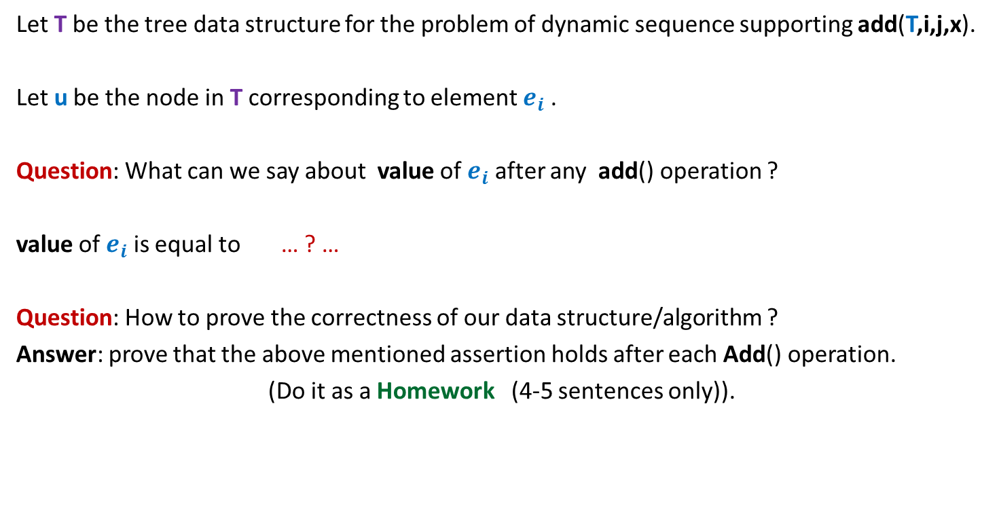 Let T be the tree data structure for the problem of dynamic sequence supporting add(T,i,j,x).
Let u be the node in T corresponding to element e_i .
Question: What can we say about value of e_i after any add() operation ?
value of e_i is equal to ... ? ...
Question: How to prove the correctness of our data structure/algorithm ?
Answer: prove that the above mentioned assertion holds after each Add() operation.
(Do it as a Homework (4-5 sentences only)).